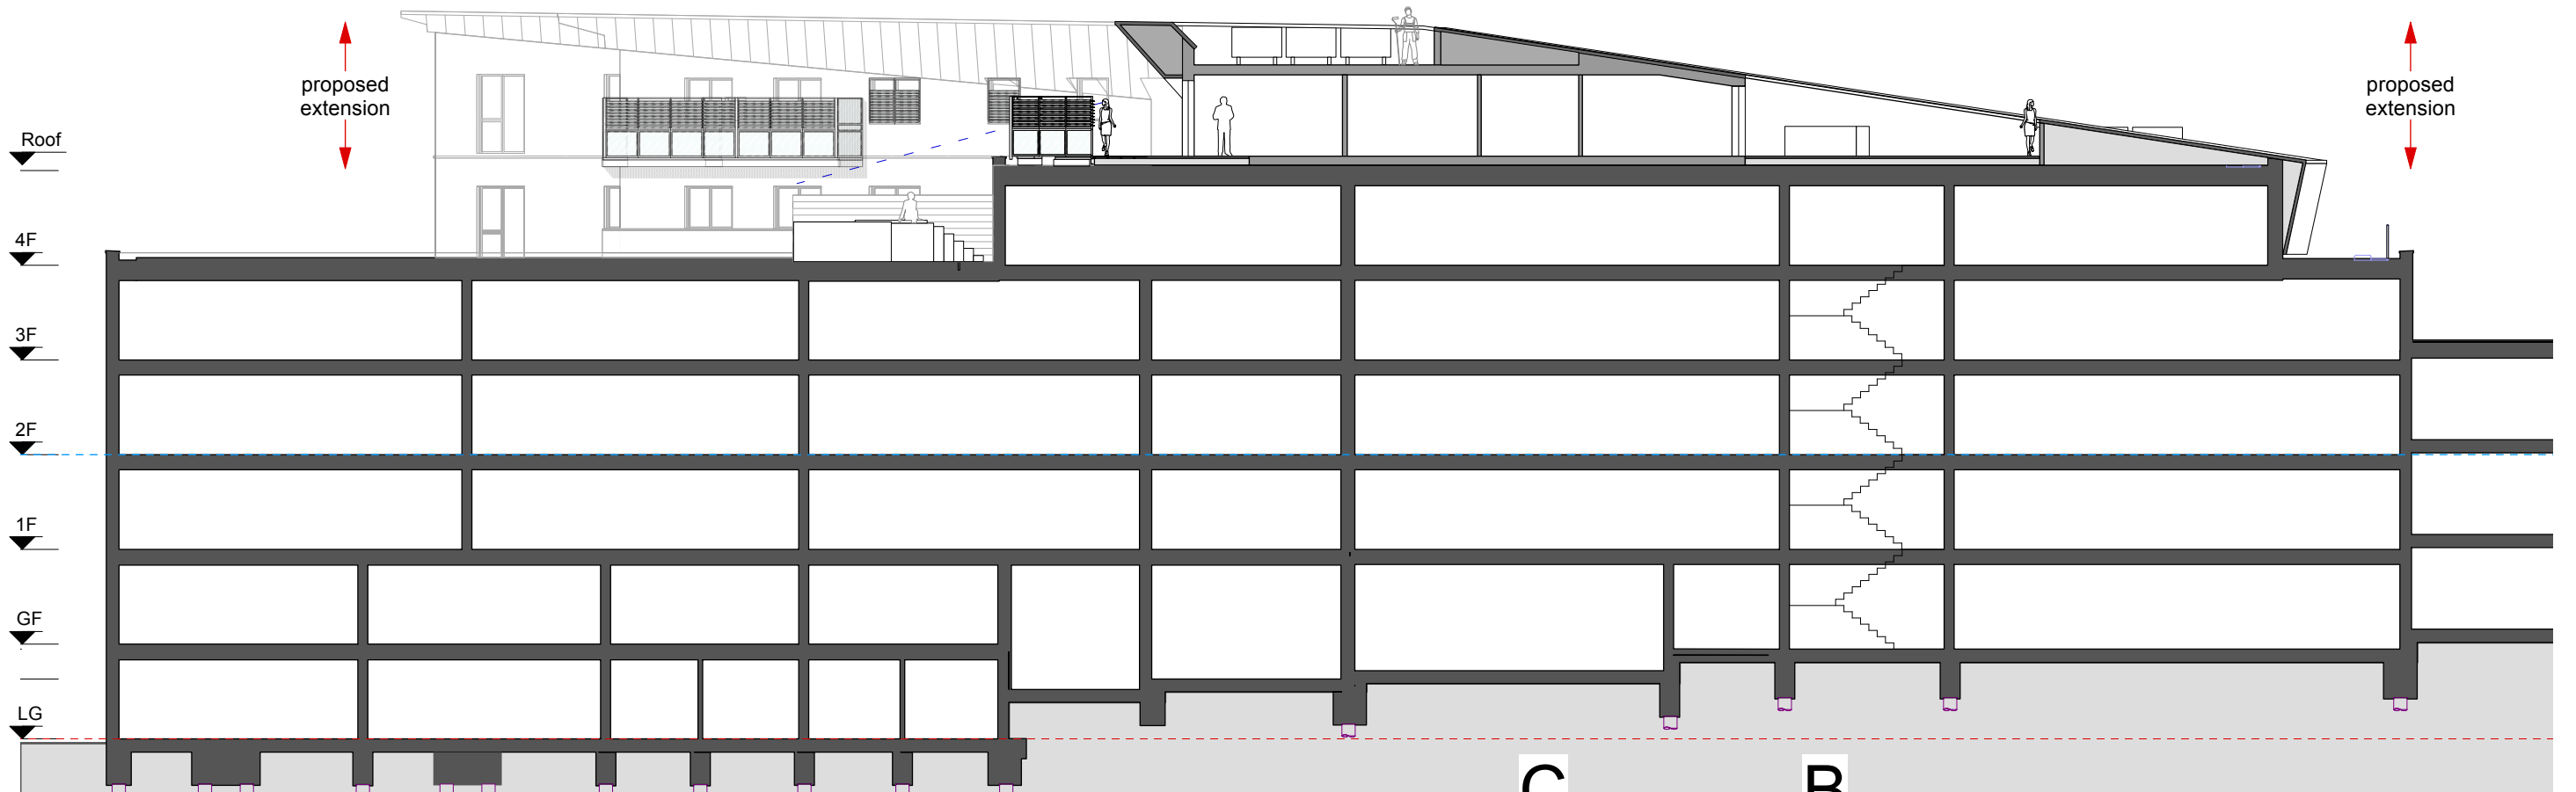 proposed
extension
proposed
extension
Roof
4F
3F
2F
1F
GF
LG
C
B